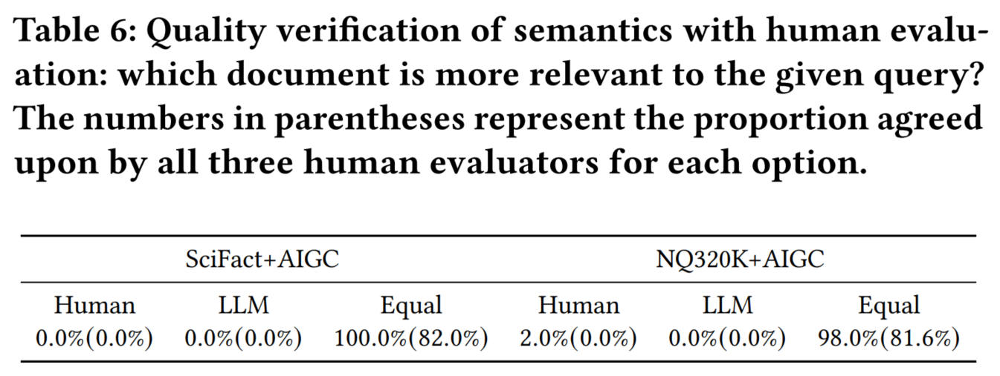 Table 6: Quality verification of semantics with human evalu-
ation: which document is more relevant to the given query?
The numbers in parentheses represent the proportion agreed
upon by all three human evaluators for each option.
SciFact+AIGC NQ320K+AIGC
Human LLM Equal Human LLM Equal
0.0%(0.0%) 0.0%(0.0%) 100.0%(82.0%) 2.0%(0.0%) 0.0%(0.0%) 98.0%(81.6%)